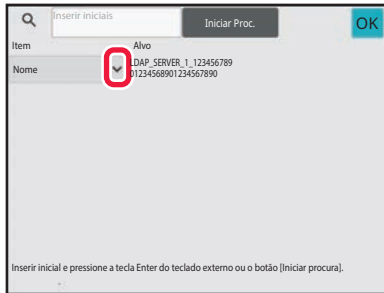 Inserir iniciais
Iniciar Proc.
OK
Item
Alvo
Nome
LDAP_SERVER_1_123456789
01234568901234567890
Inserir inicial e pressione a tecla Enter do teclado externo ou o botão [Iniciar procura].